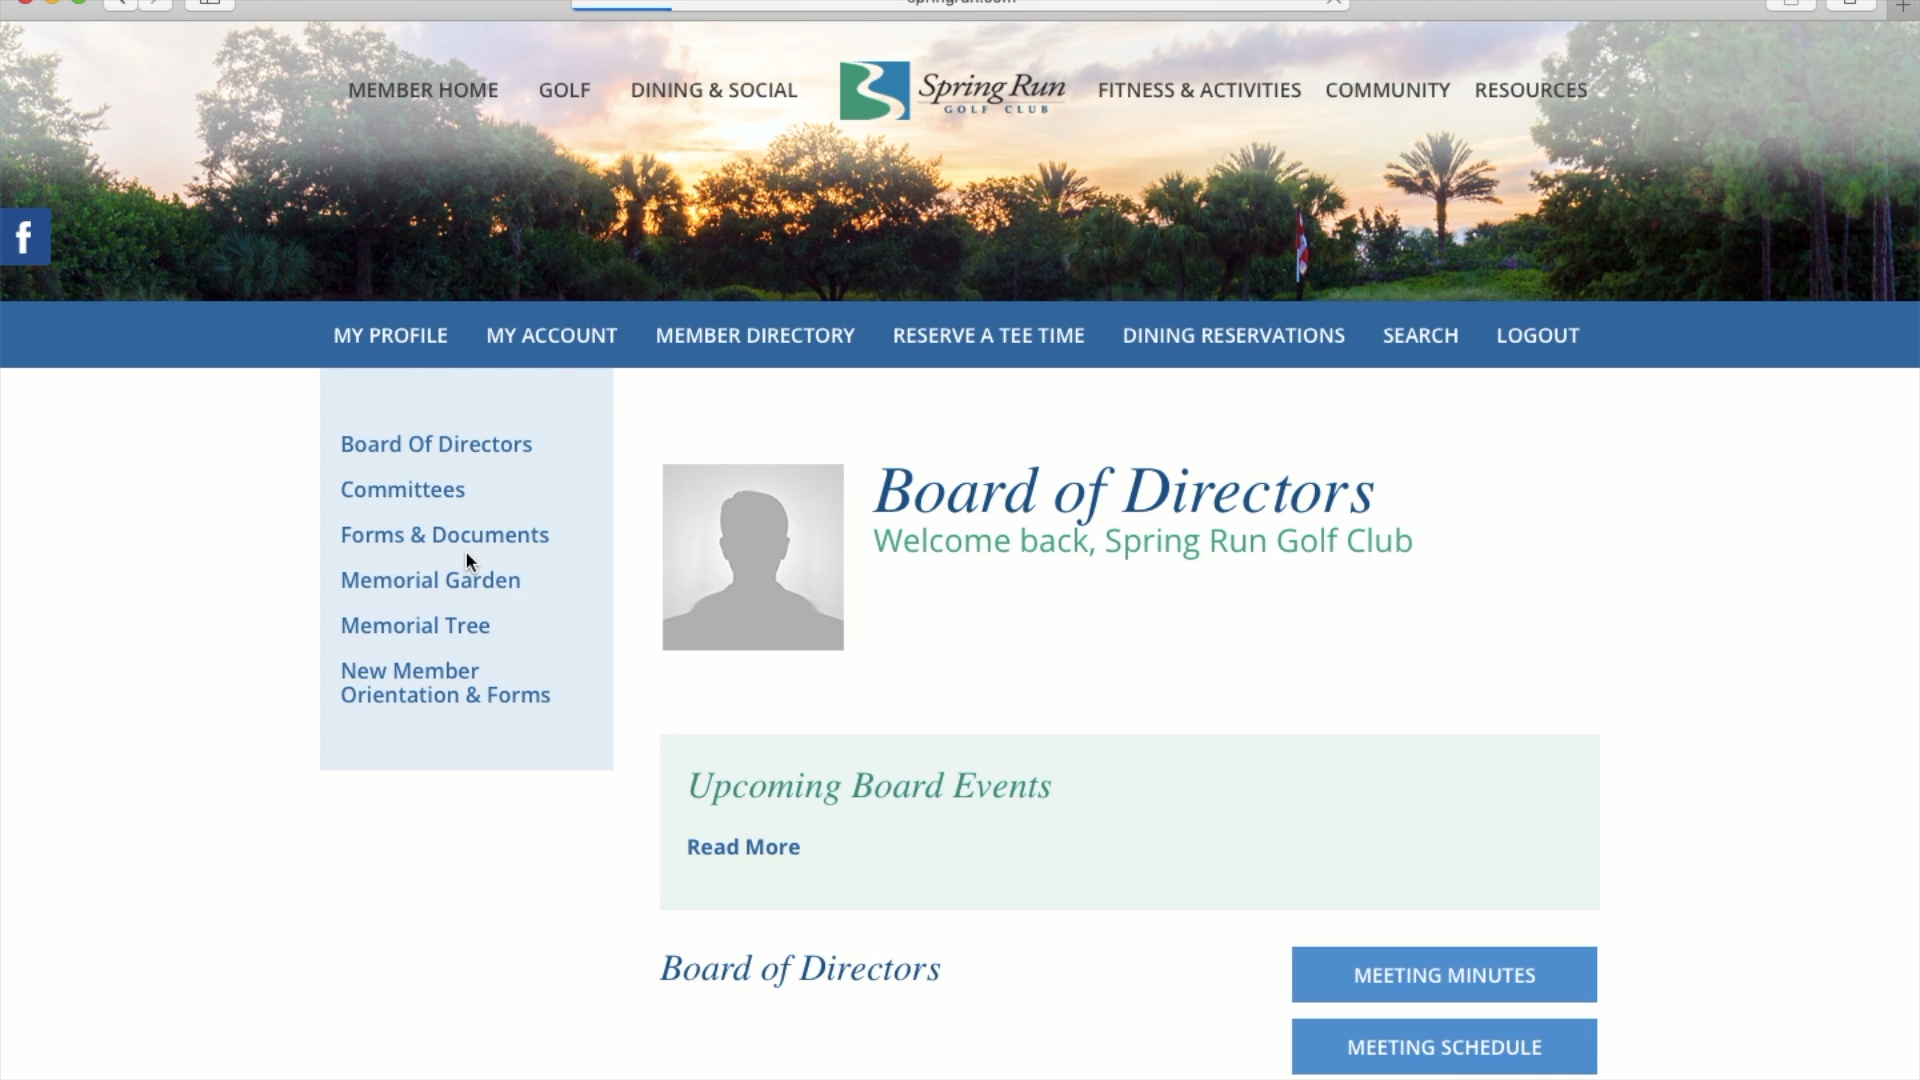 MEMBER HOME GOLF DINING & SOCIAL Spring Run FITNESS & ACTIVITIES COMMUNITY RESOURCES
GOLF CLUB
f
MY PROFILE MY ACCOUNT MEMBER DIRECTORY RESERVE A TEE TIME DINING RESERVATIONS SEARCH LOGOUT
Board Of Directors
Committees
Forms & Documents
Memorial Garden
Memorial Tree
New Member
Orientation & Forms
Board of Directors
Welcome back, Spring Run Golf Club
Upcoming Board Events
Read More
Board of Directors
MEETING MINUTES
MEETING SCHEDULE